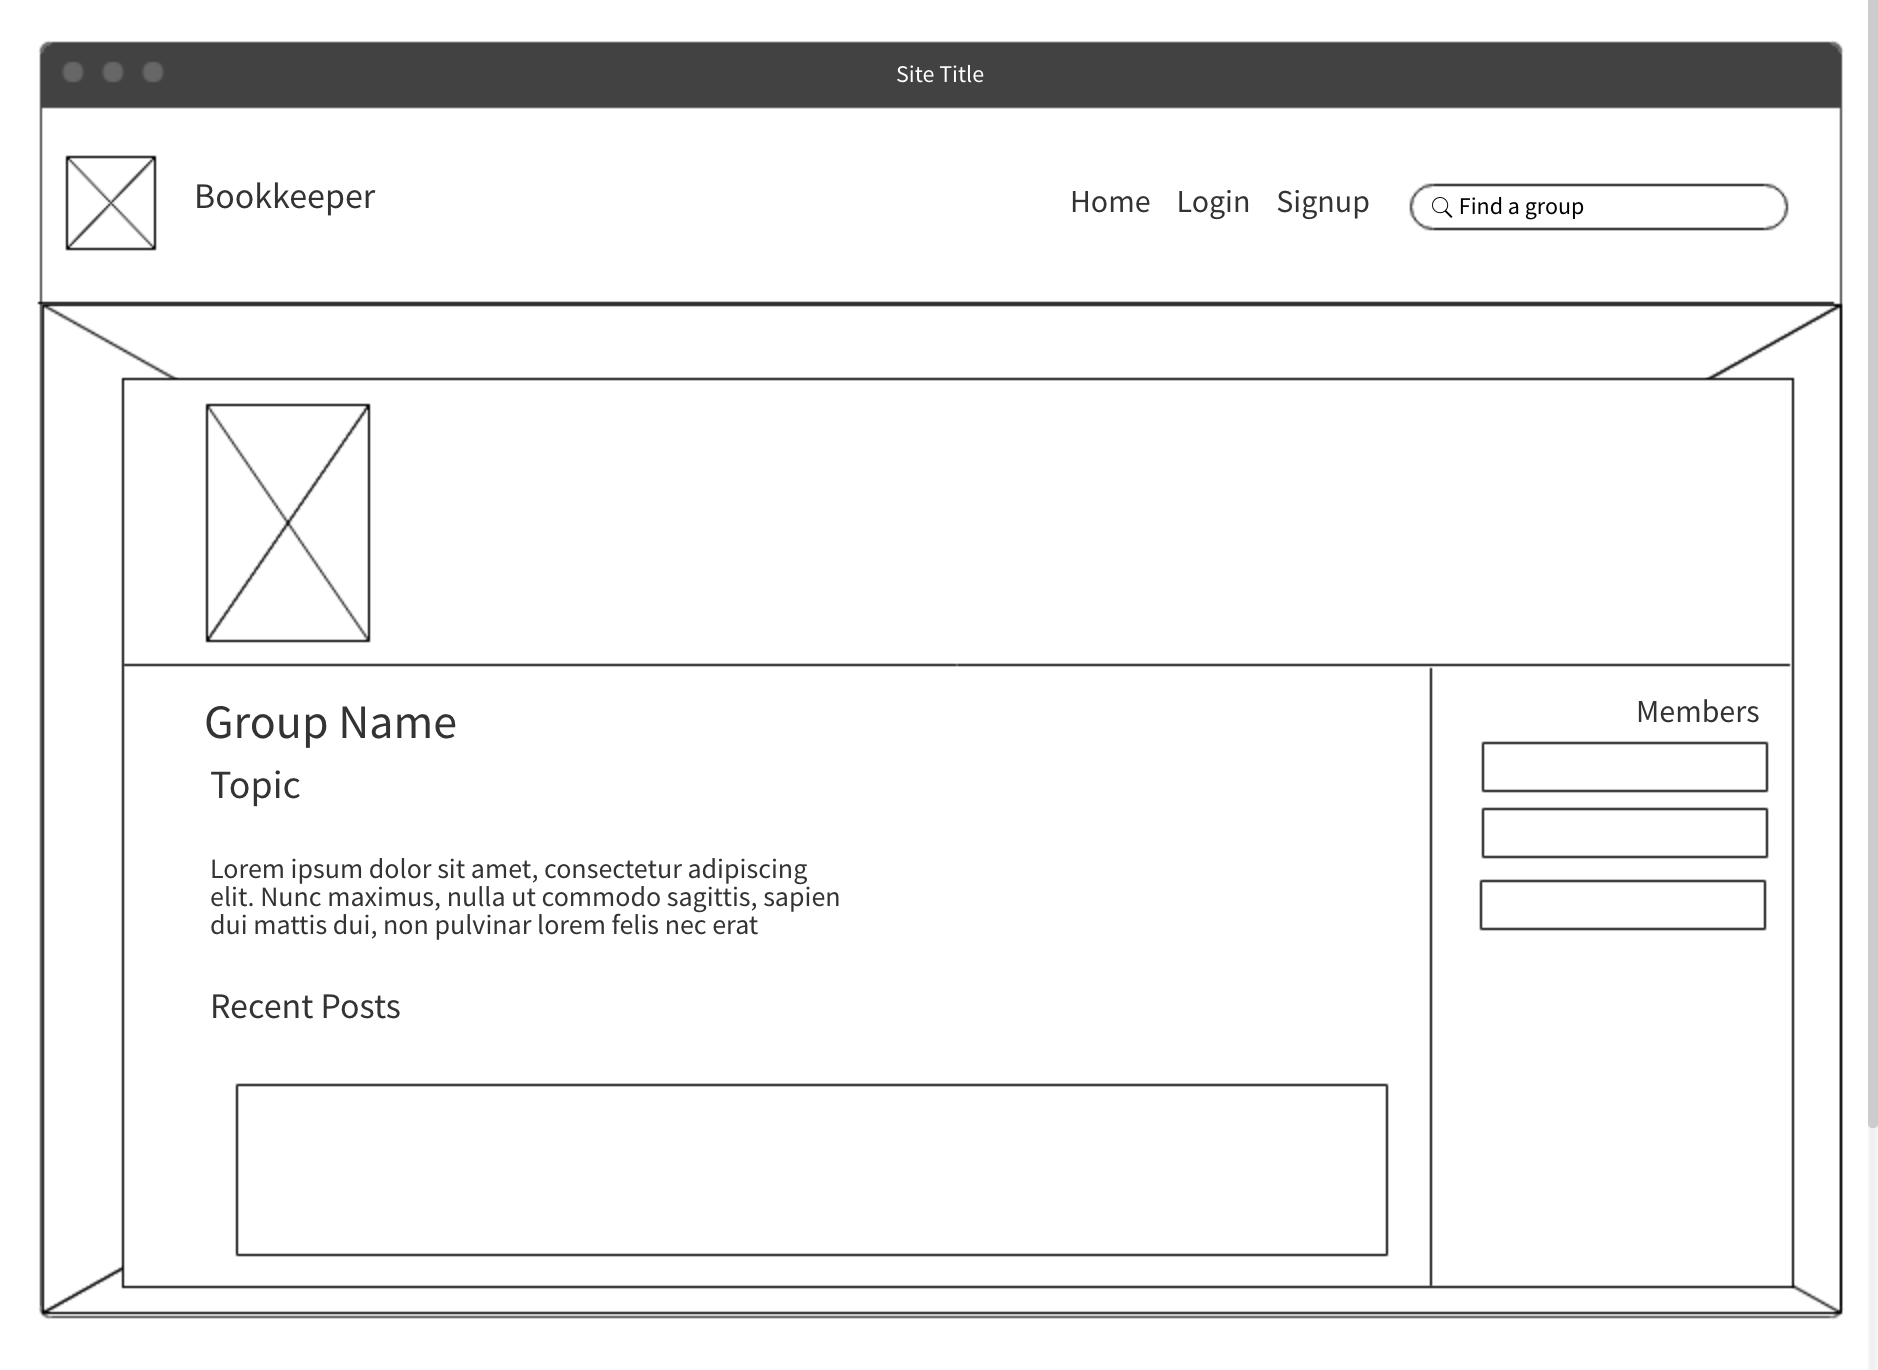 Site Title
Bookkeeper
Home Login Signup
Find a group
Group Name
Topic
Lorem ipsum dolor sit amet, consectetur adipiscing
elit. Nunc maximus, nulla ut commodo sagittis, sapien
dui mattis dui, non pulvinar lorem felis nec erat
Recent Posts
Members